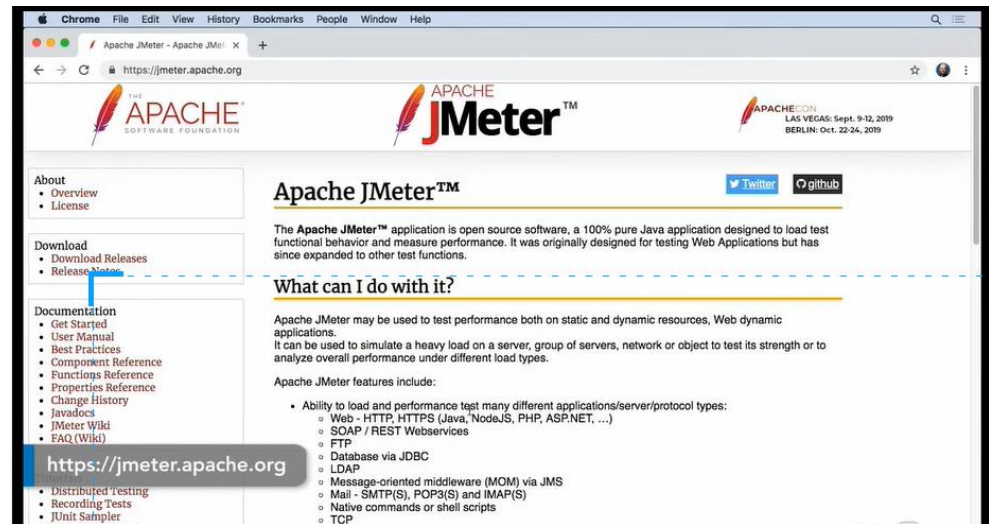 Chrome File Edit View History Bookmarks People Window Help
Apache JMeter - Apache JMe
https://jmeter.apache.org
THE
APACHE®
SOFTWARE FOUNDATION
APACHE
JMeter™
APACHECON
LAS VEGAS: Sept. 9-12, 2019
BERLIN: Oct. 22-24, 2019
About
Overview
License
Download
Download Releases
Release Notes
Documentation
Get Started
User Manual
Best Practices
Component Reference
Functions Reference
Properties Reference
Change History
Javadocs
JMeter Wiki
FAQ (Wiki)
https://jmeter.apache.org
Distributed Testing
Recording Tests
JUnit Sampler
Apache JMeter™
Twitter
github
The Apache JMeter™ application is open source software, a 100% pure Java application designed to load test
functional behavior and measure performance. It was originally designed for testing Web Applications but has
since expanded to other test functions.
What can I do with it?
Apache JMeter may be used to test performance both on static and dynamic resources, Web dynamic
applications.
It can be used to simulate a heavy load on a server, group of servers, network or object to test its strength or to
analyze overall performance under different load types.
Apache JMeter features include:
Ability to load and performance test many different applications/server/protocol types:
Web - HTTP, HTTPS (Java, NodeJS, PHP, ASP.NET, …)
SOAP / REST Webservices
FTP
Database via JDBC
LDAP
Message-oriented middleware (MOM) via JMS
Mail - SMTP(S), POP3(S) and IMAP(S)
Native commands or shell scripts
TCP